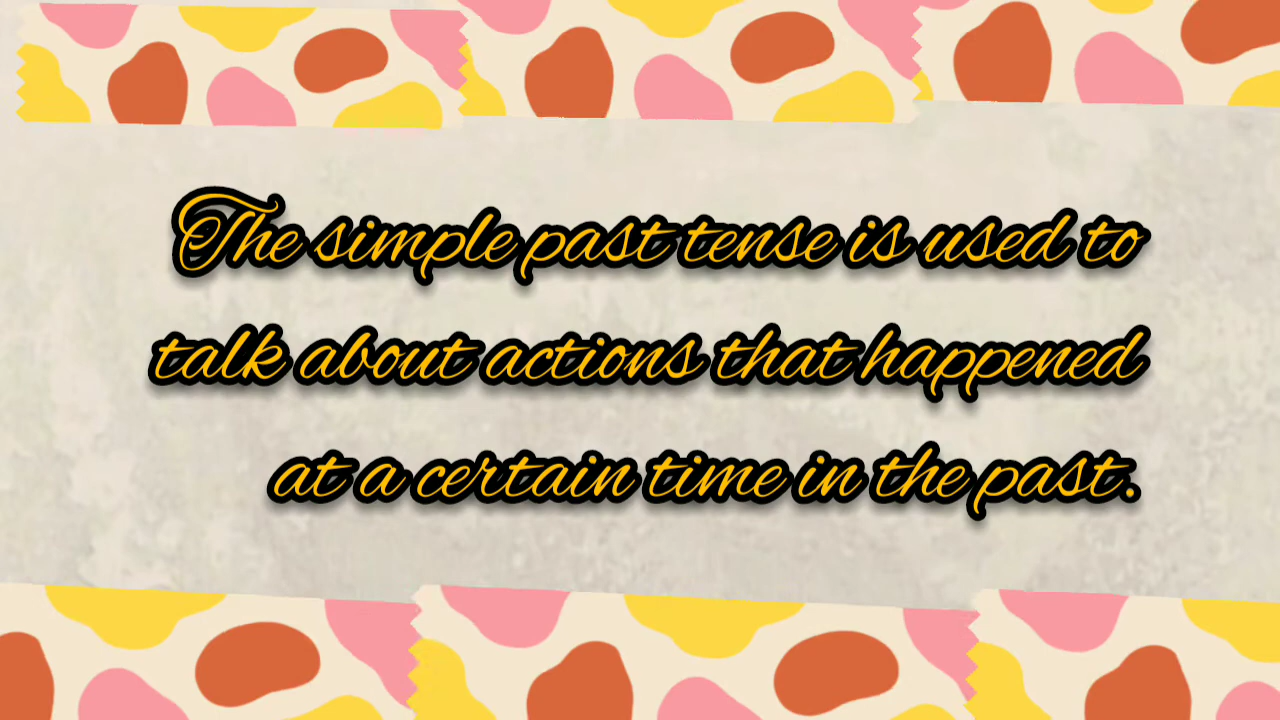 The simple past tense is used to
talk about actions that happened
at a certain time in the past.